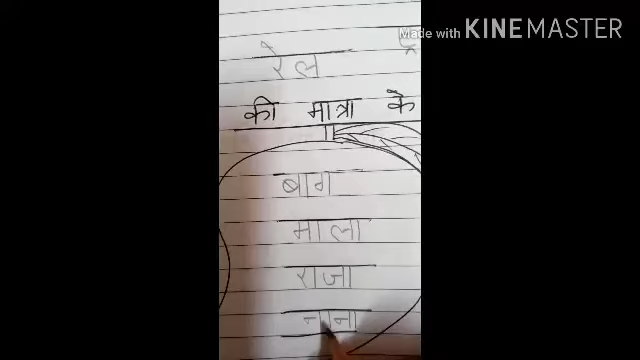 Made with KINEMASTER
रेल
की मात्रा के
बाग
माला
राजा
नाना